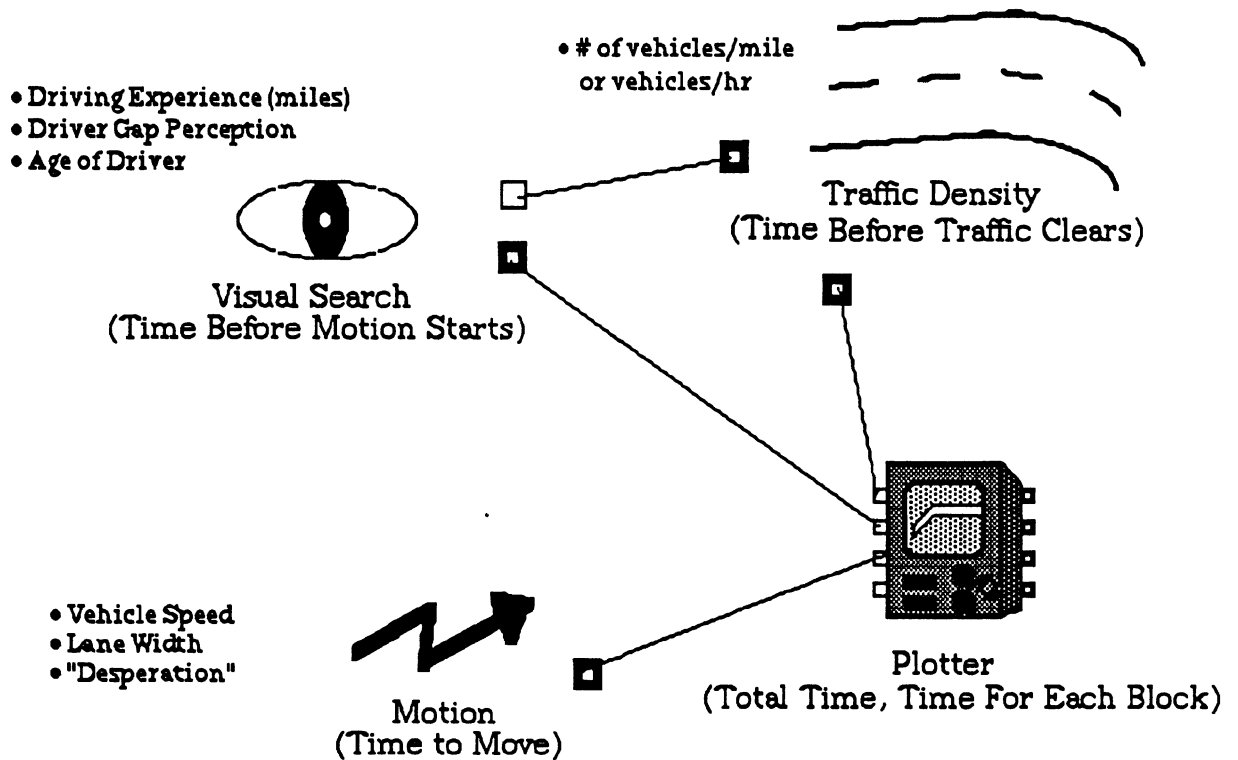 • # of vehicles/mile
or vehicles/hr
• Driving Experience (miles)
• Driver Gap Perception
• Age of Driver
Traffic Density
(Time Before Traffic Clears)
Visual Search
(Time Before Motion Starts)
• Vehicle Speed
• Lane Width
• "Desperation"
Motion
(Time to Move)
Plotter
(Total Time, Time For Each Block)